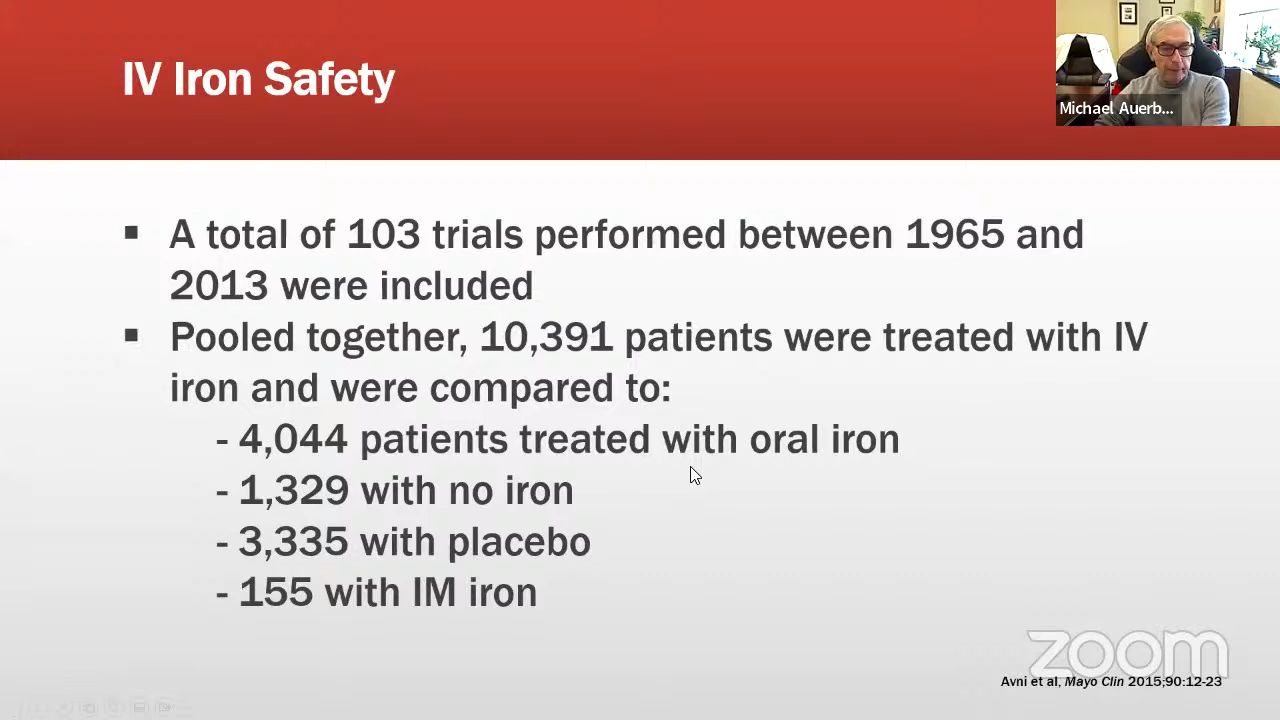 IV Iron Safety
Michael Auerb...
▪ A total of 103 trials performed between 1965 and
2013 were included
▪ Pooled together, 10,391 patients were treated with IV
iron and were compared to:
- 4,044 patients treated with oral iron
- 1,329 with no iron
- 3,335 with placebo
- 155 with IM iron
zoom
Avni et al, Mayo Clin 2015;90:12-23